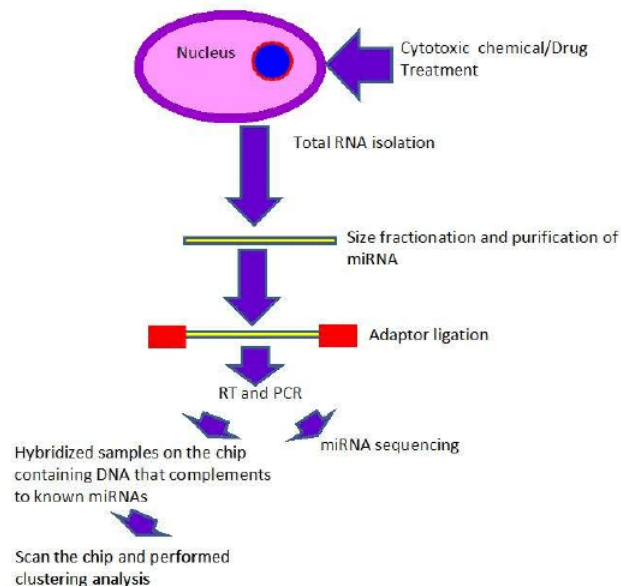 Nucleus
Cytotoxic chemical/Drug
Treatment
Total RNA isolation
Size fractionation and purification of
miRNA
Adaptor ligation
RT and PCR
miRNA sequencing
Hybridized samples on the chip
containing DNA that complements
to known miRNAs
Scan the chip and performed
clustering analysis